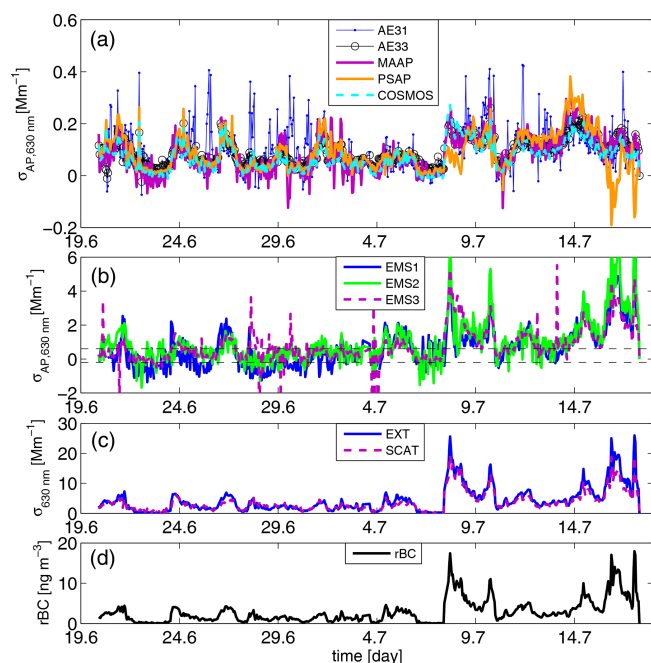 (a)
AE31
AE33
MAAP
PSAP
COSMOS
σAP,630 nm [Mm−1]
0.6
0.4
0.2
0
−0.2
19.6 24.6 29.6 4.7 9.7 14.7
(b)
EMS1
EMS2
EMS3
σAP,630 nm [Mm−1]
6
4
2
0
−2
19.6 24.6 29.6 4.7 9.7 14.7
(c)
EXT
SCAT
σ630 nm [Mm−1]
30
20
10
0
19.6 24.6 29.6 4.7 9.7 14.7
(d)
rBC
rBC [ng m−3]
20
10
0
19.6 24.6 29.6 4.7 9.7 14.7
time [day]